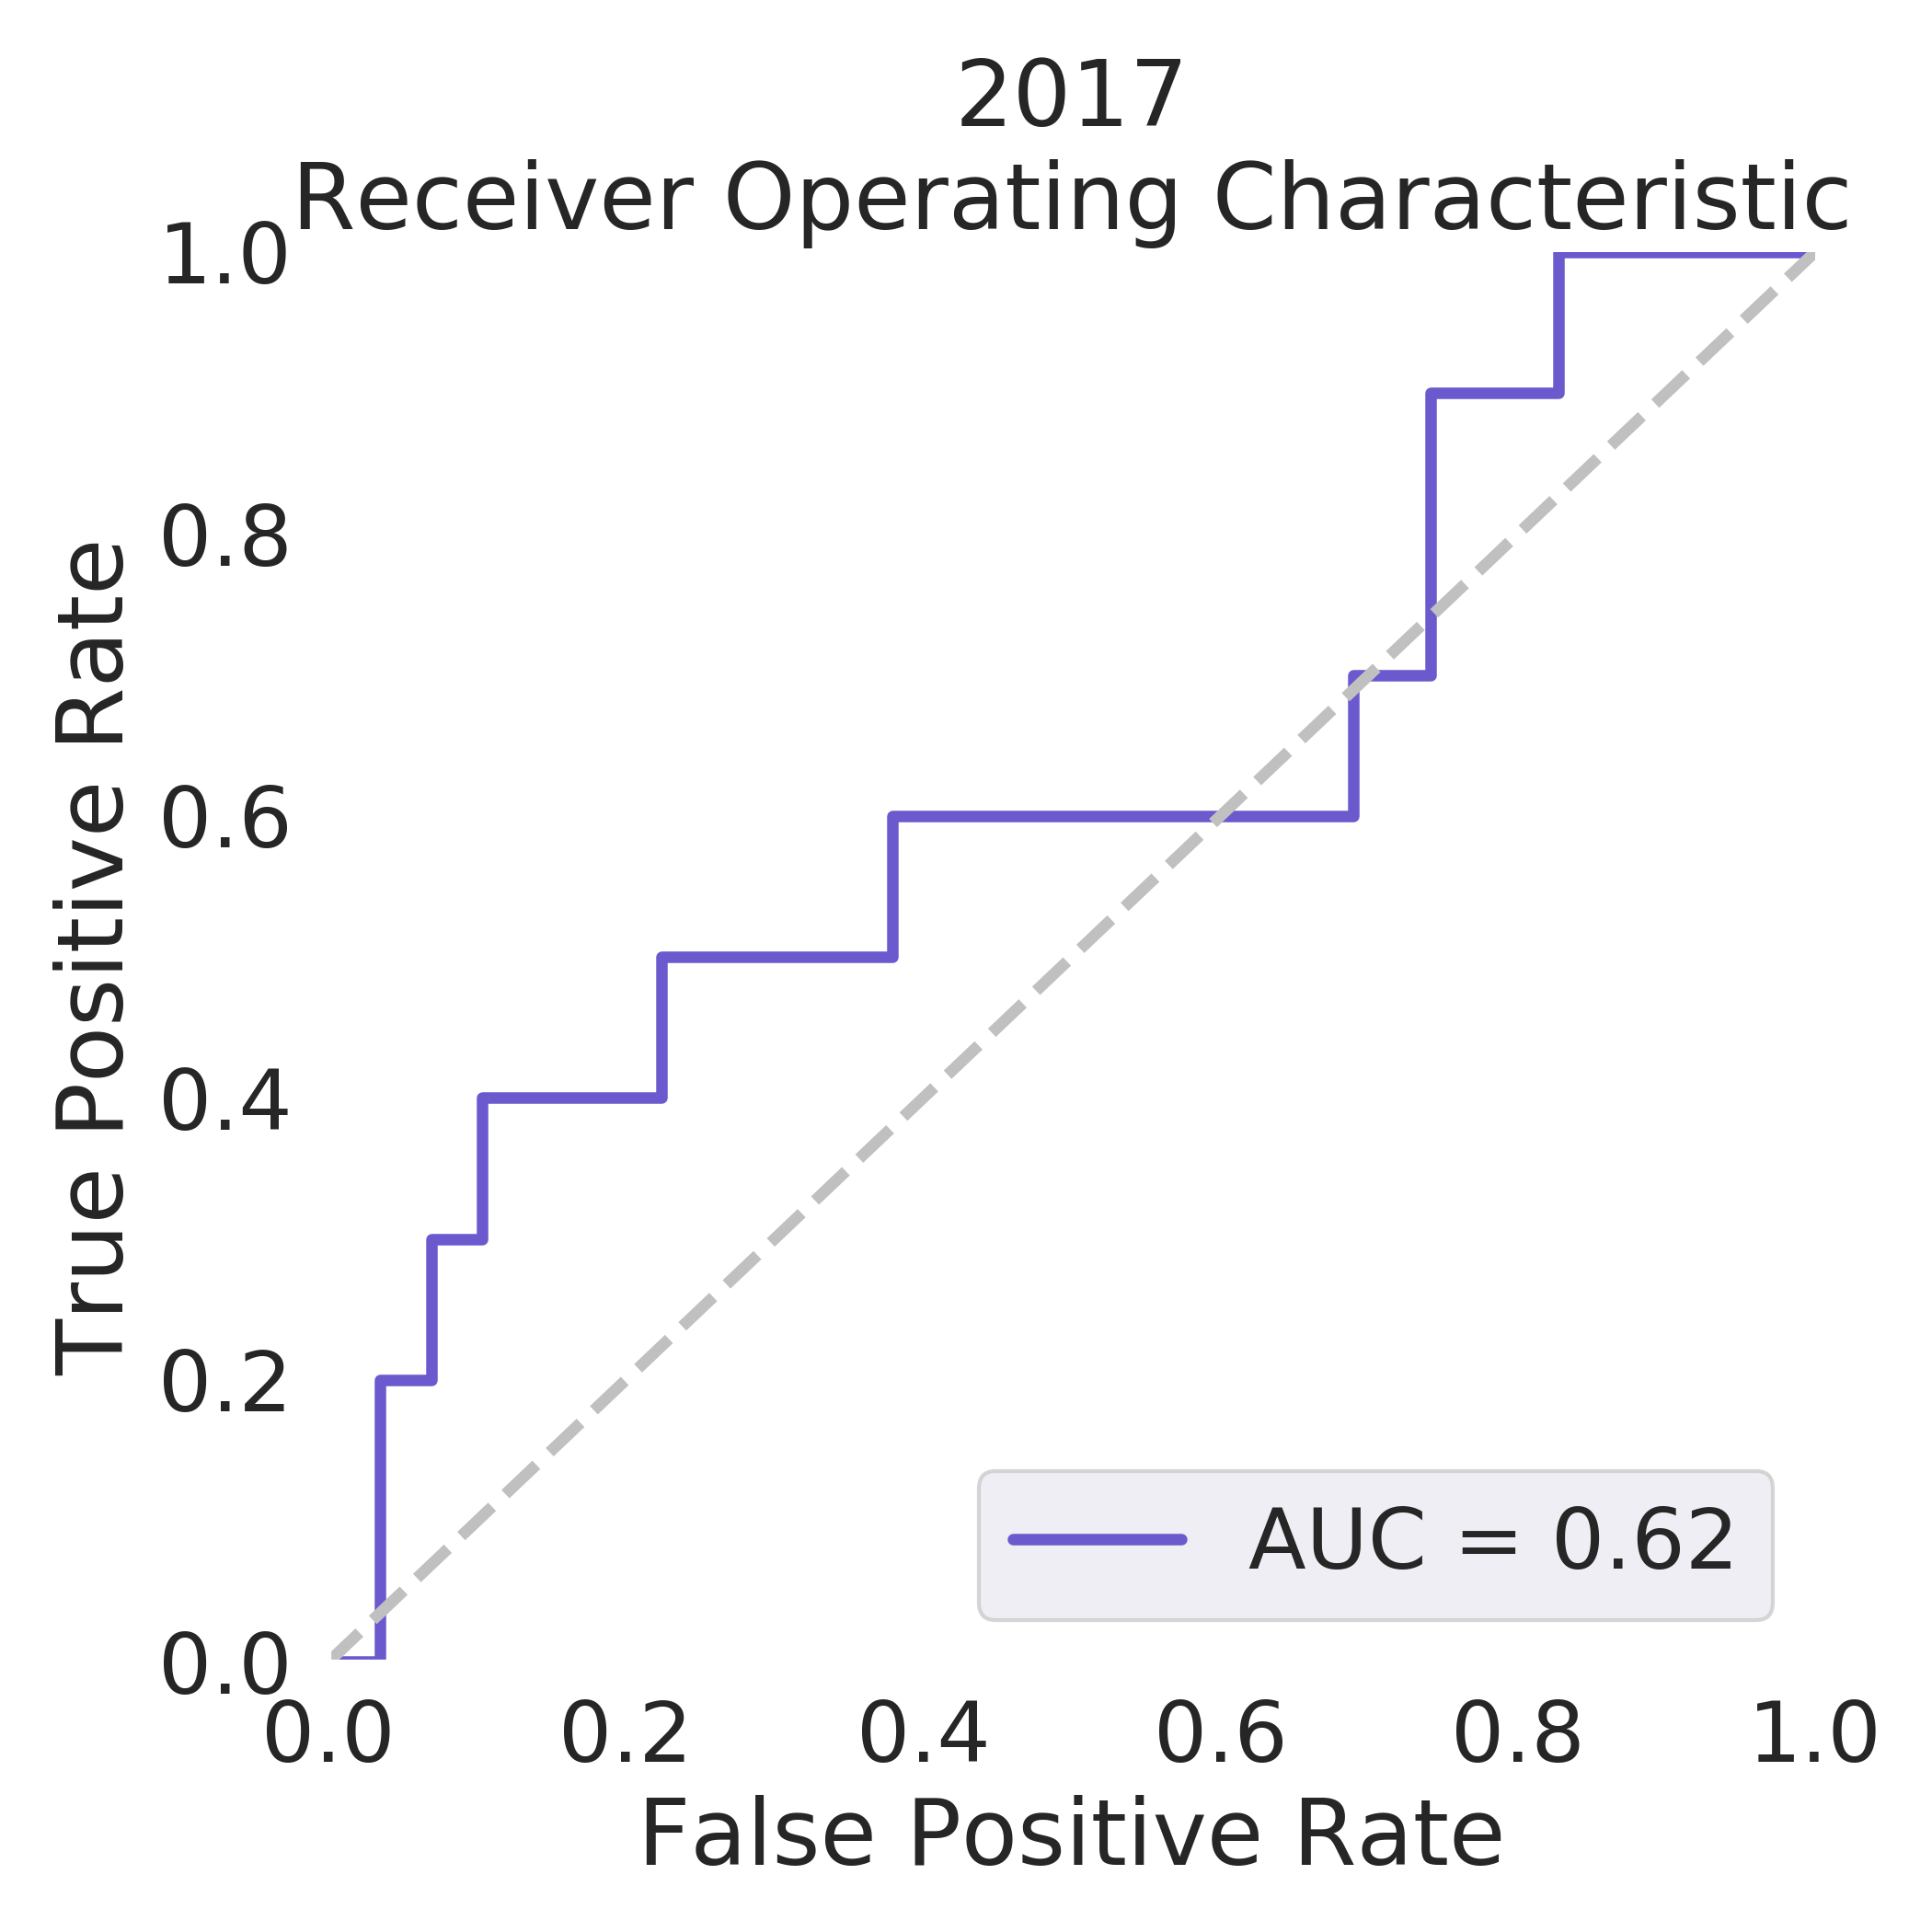 2017
Receiver Operating Characteristic
1.0
0.8
0.6
0.4
0.2
0.0
True Positive Rate
AUC = 0.62
0.0 0.2 0.4 0.6 0.8 1.0
False Positive Rate